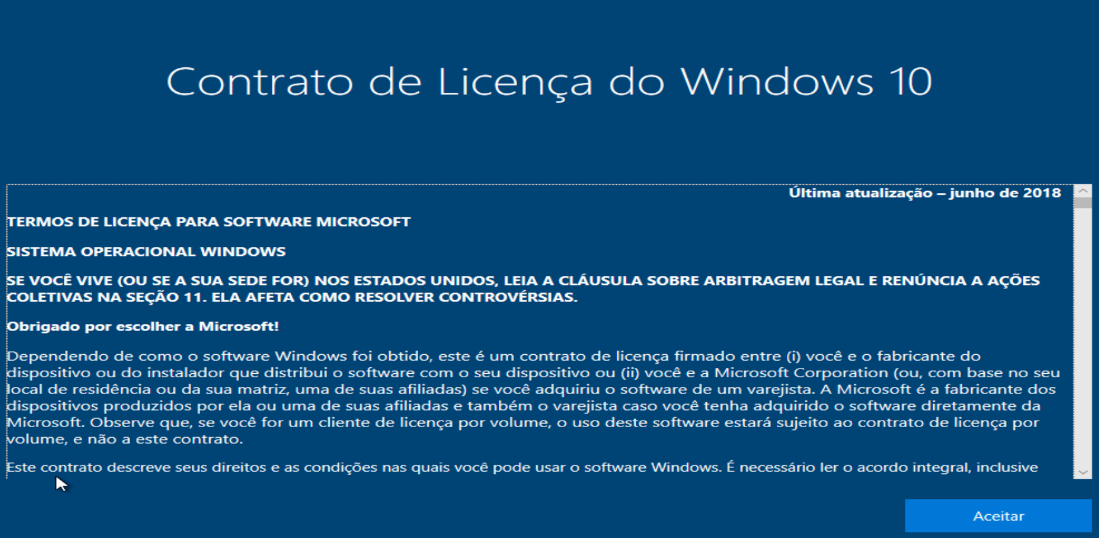 Contrato de Licença do Windows 10
Última atualização – junho de 2018
TERMOS DE LICENÇA PARA SOFTWARE MICROSOFT
SISTEMA OPERACIONAL WINDOWS
SE VOCÊ VIVE (OU SE A SUA SEDE FOR) NOS ESTADOS UNIDOS, LEIA A CLÁUSULA SOBRE ARBITRAGEM LEGAL E RENÚNCIA A AÇÕES
COLETIVAS NA SEÇÃO 11. ELA AFETA COMO RESOLVER CONTROVÉRSIAS.
Obrigado por escolher a Microsoft!
Dependendo de como o software Windows foi obtido, este é um contrato de licença firmado entre (i) você e o fabricante do
dispositivo ou do instalador que distribui o software com o seu dispositivo ou (ii) você e a Microsoft Corporation (ou, com base no seu
local de residência ou da sua matriz, uma de suas afiliadas) se você adquiriu o software de um varejista. A Microsoft é a fabricante dos
dispositivos produzidos por ela ou uma de suas afiliadas e também o varejista caso você tenha adquirido o software diretamente da
Microsoft. Observe que, se você for um cliente de licença por volume, o uso deste software estará sujeito ao contrato de licença por
volume, e não a este contrato.
Este contrato descreve seus direitos e as condições nas quais você pode usar o software Windows. É necessário ler o acordo integral, inclusive
Aceitar